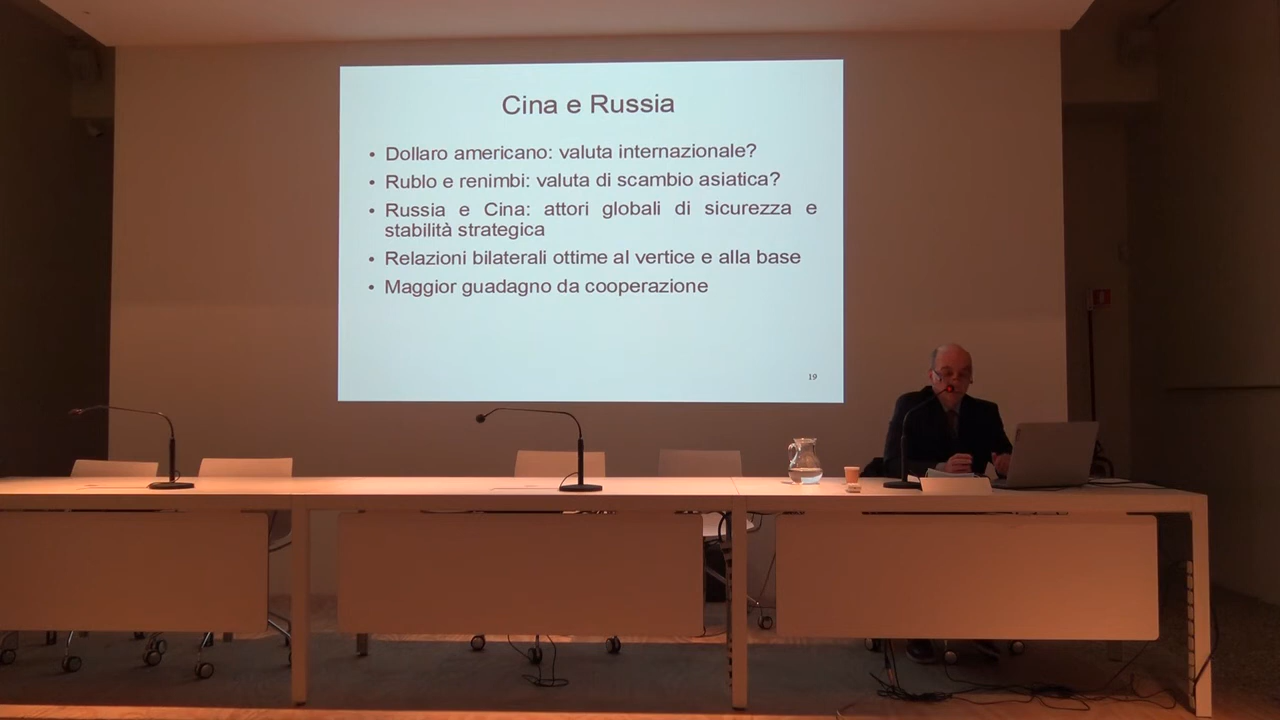 Cina e Russia
• Dollaro americano: valuta internazionale?
• Rublo e renimbi: valuta di scambio asiatica?
• Russia e Cina: attori globali di sicurezza e
stabilità strategica
• Relazioni bilaterali ottime al vertice e alla base
• Maggior guadagno da cooperazione
19